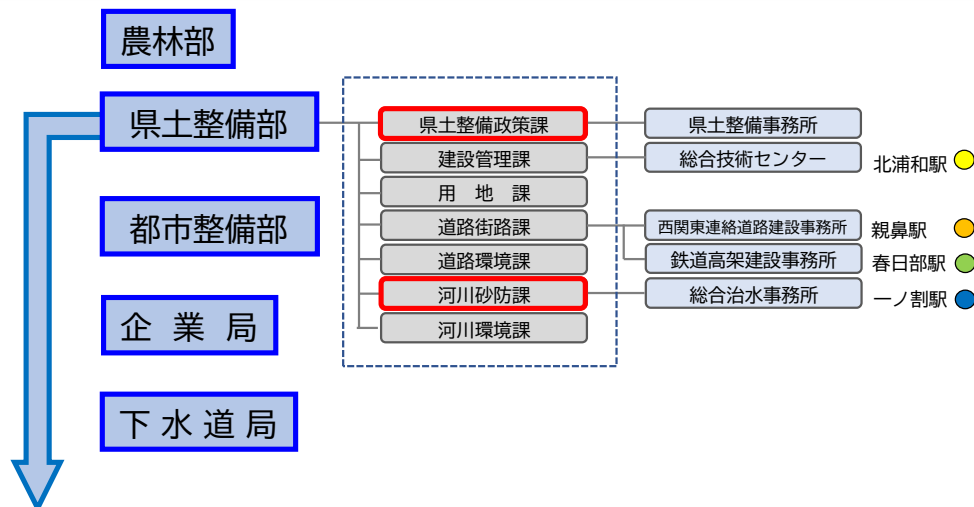 農林部
県土整備部
都市整備部
企 業 局
下 水 道 局
県土整備政策課
建設管理課
用 地 課
道路街路課
道路環境課
河川砂防課
河川環境課
県土整備事務所
総合技術センター 北浦和駅
西関東連絡道路建設事務所 親鼻駅
鉄道高架建設事務所 春日部駅
総合治水事務所 一ノ割駅